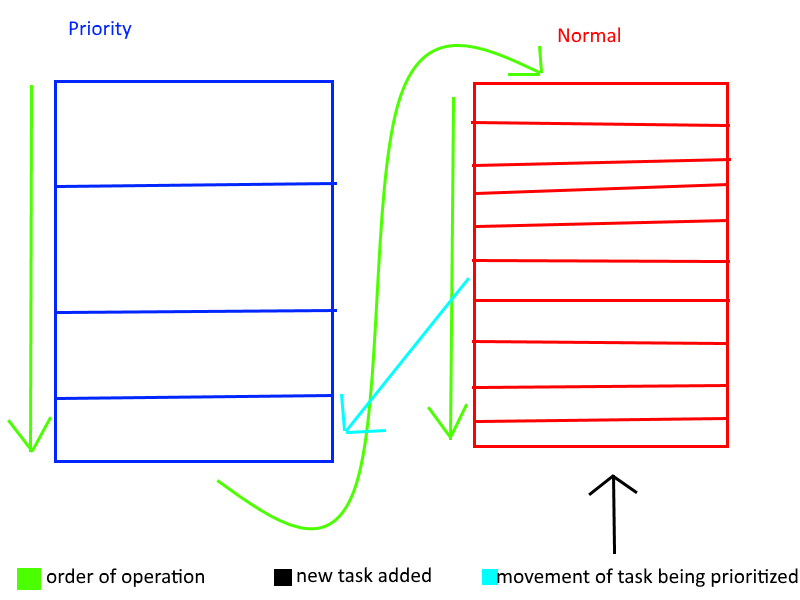 Priority
Normal
order of operation
new task added
movement of task being prioritized